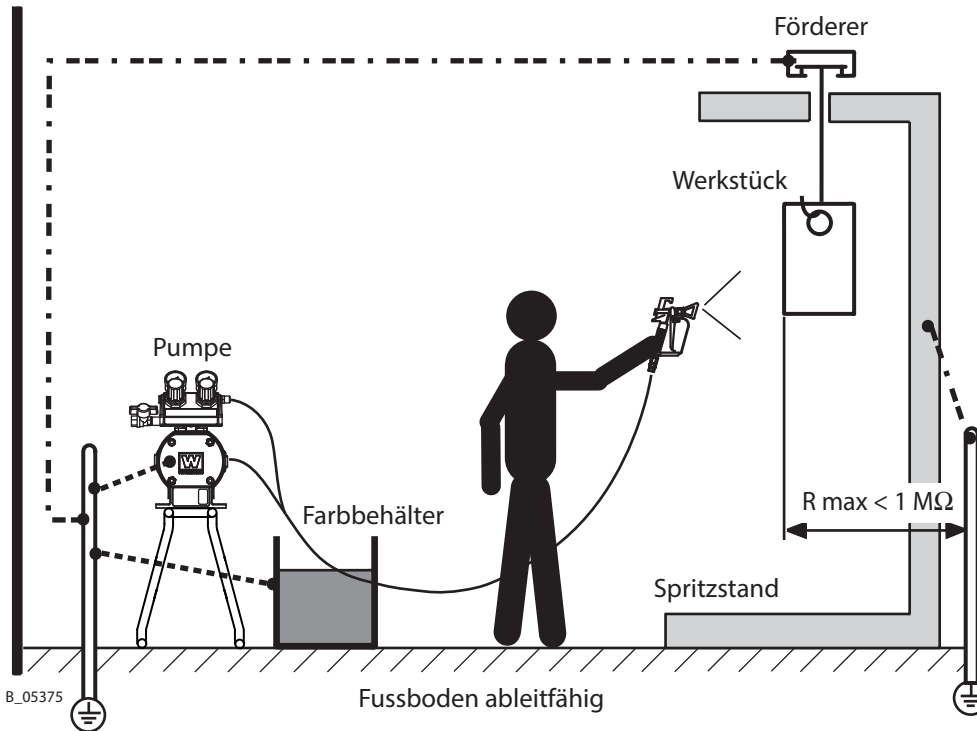 Förderer
Werkstück
Pumpe
W
Farbbehälter
R max < 1 MΩ
Spritzstand
B_05375
Fussboden ableitfähig